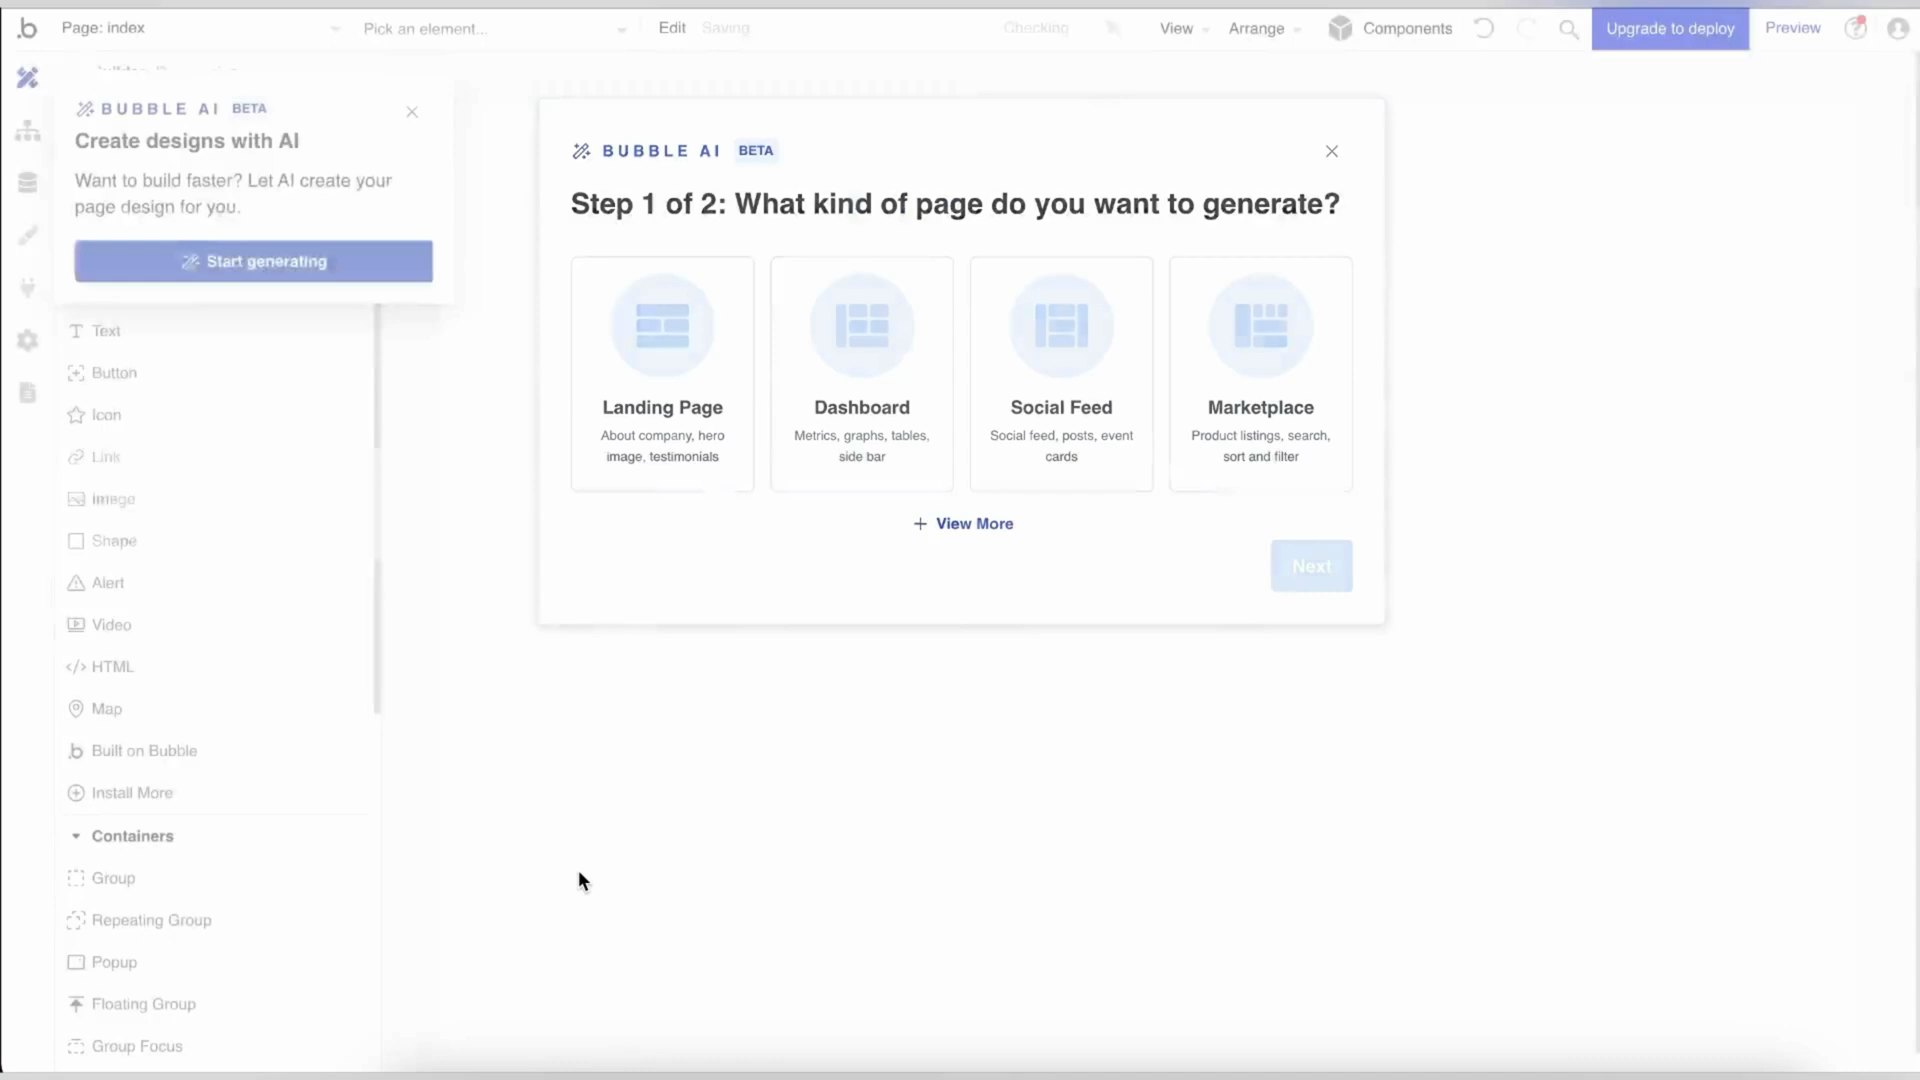 Page: index
Pick an element...
Edit
Saving
Checking
View
Arrange
Components
Upgrade to deploy
Preview
BUBBLE AI BETA
Create designs with AI
Want to build faster? Let AI create your
page design for you.
Start generating
Text
Button
Icon
Link
Image
Shape
Alert
Video
</> HTML
Map
Built on Bubble
Install More
Containers
Group
Repeating Group
Popup
Floating Group
Group Focus
BUBBLE AI BETA
Step 1 of 2: What kind of page do you want to generate?
Landing Page
About company, hero
image, testimonials
Dashboard
Metrics, graphs, tables,
side bar
Social Feed
Social feed, posts, event
cards
Marketplace
Product listings, search,
sort and filter
+ View More
Next